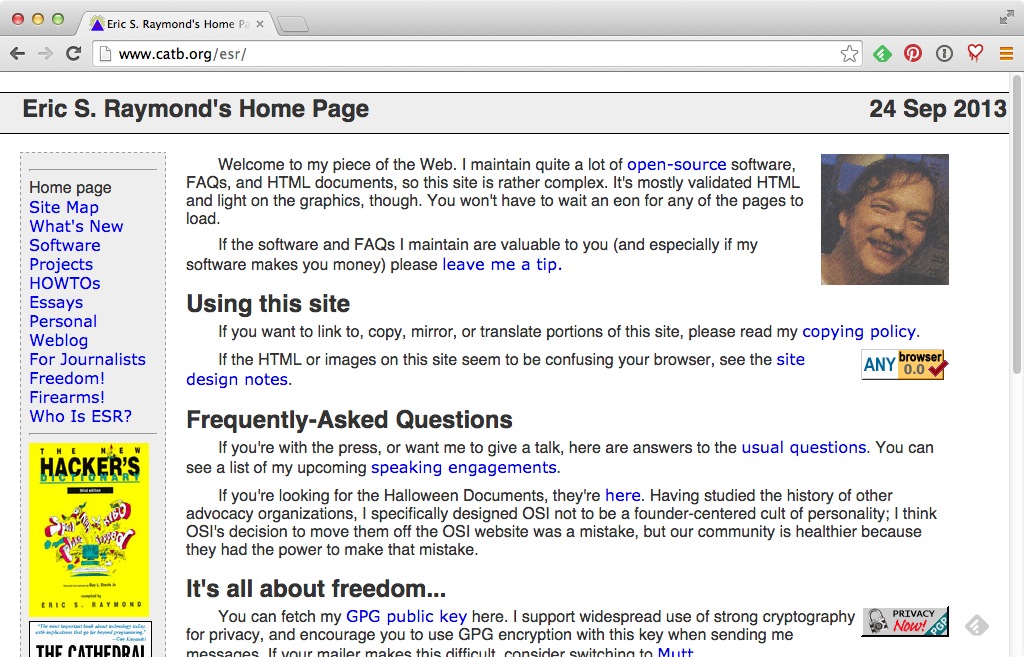 Eric S. Raymond's Home Pa
www.catb.org/esr/
Eric S. Raymond's Home Page
24 Sep 2013
Home page
Site Map
What's New
Software
Projects
HOWTOs
Essays
Personal
Weblog
For Journalists
Freedom!
Firearms!
Who Is ESR?
THE NEW
HACKER'S
DICTIONARY
third edition
compiled by
ERIC S. RAYMOND
"The most important book about technology today,
with implications that go far beyond programming."
THE CATHEDRAL
Welcome to my piece of the Web. I maintain quite a lot of open-source software,
FAQs, and HTML documents, so this site is rather complex. It's mostly validated HTML
and light on the graphics, though. You won't have to wait an eon for any of the pages to
load.
If the software and FAQs I maintain are valuable to you (and especially if my
software makes you money) please leave me a tip.
Using this site
If you want to link to, copy, mirror, or translate portions of this site, please read my copying policy.
If the HTML or images on this site seem to be confusing your browser, see the site
design notes.
ANY browser
0.0
Frequently-Asked Questions
If you're with the press, or want me to give a talk, here are answers to the usual questions. You can
see a list of my upcoming speaking engagements.
If you're looking for the Halloween Documents, they're here. Having studied the history of other
advocacy organizations, I specifically designed OSI not to be a founder-centered cult of personality; I think
OSI's decision to move them off the OSI website was a mistake, but our community is healthier because
they had the power to make that mistake.
It's all about freedom...
You can fetch my GPG public key here. I support widespread use of strong cryptography
for privacy, and encourage you to use GPG encryption with this key when sending me
messages. If your mailer makes this difficult, consider switching to Mutt.
PRIVACY
Now!
PGP